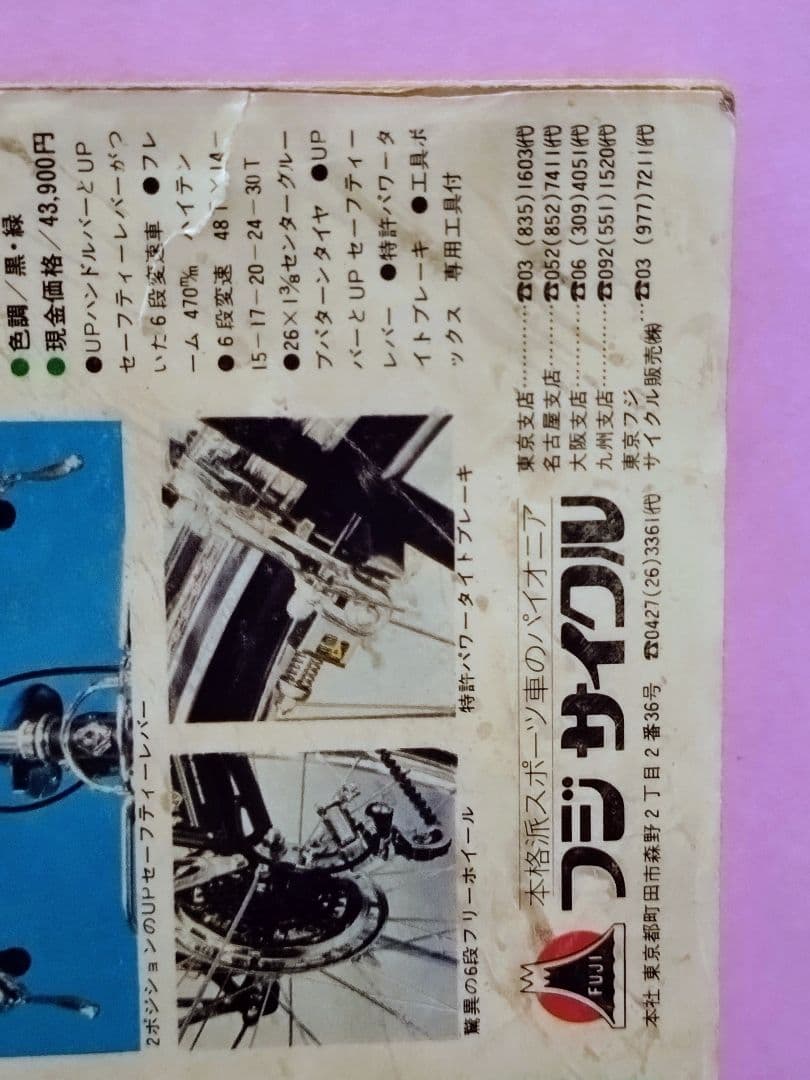 ●色調/黒・緑
●現金価格/43,900円
●UPハンドルバーとUP
セーフティーレバーがつ
いた6段変速車 ●フレ
ーム 470㎜ ハイテン
●6段変速 48T×14-
15-17-20-24-30T
●26×1⅜センターグルー
ブパターンタイヤ ●UP
バーとUPセーフティー
レバー ●特許パワータ
イトブレーキ ●工具ボ
ックス 専用工具付
2ポジションのUPセーフティーレバー
特許パワータイトブレーキ
驚異の6段フリーホイール
本格派スポーツ車のパイオニア
フジ サイクル
FUJI
本社 東京都町田市森野2丁目2番36号 ☎0427(26)3361(代)
東京支店…………☎03 (835)1603(代)
名古屋支店………☎052(852)7411(代)
大阪支店…………☎06 (309)4051(代)
九州支店…………☎092(551)1520(代)
東京フジ
サイクル販売㈱…☎03 (977)7211(代)